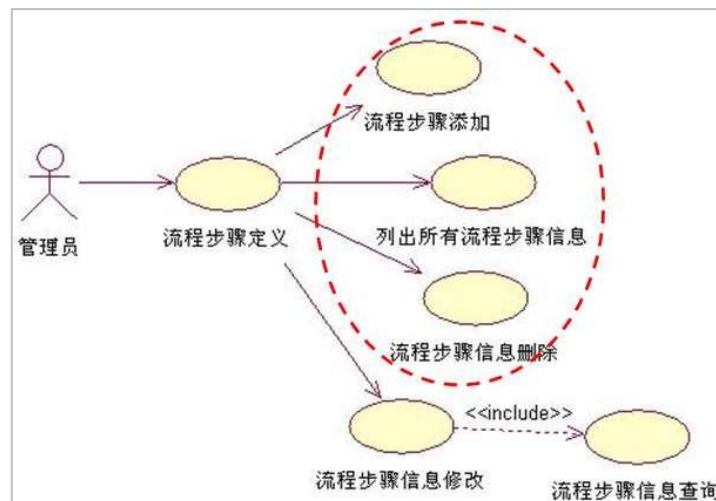 流程步骤添加
管理员
流程步骤定义
列出所有流程步骤信息
流程步骤信息删除
<<include>>
流程步骤信息修改
流程步骤信息查询